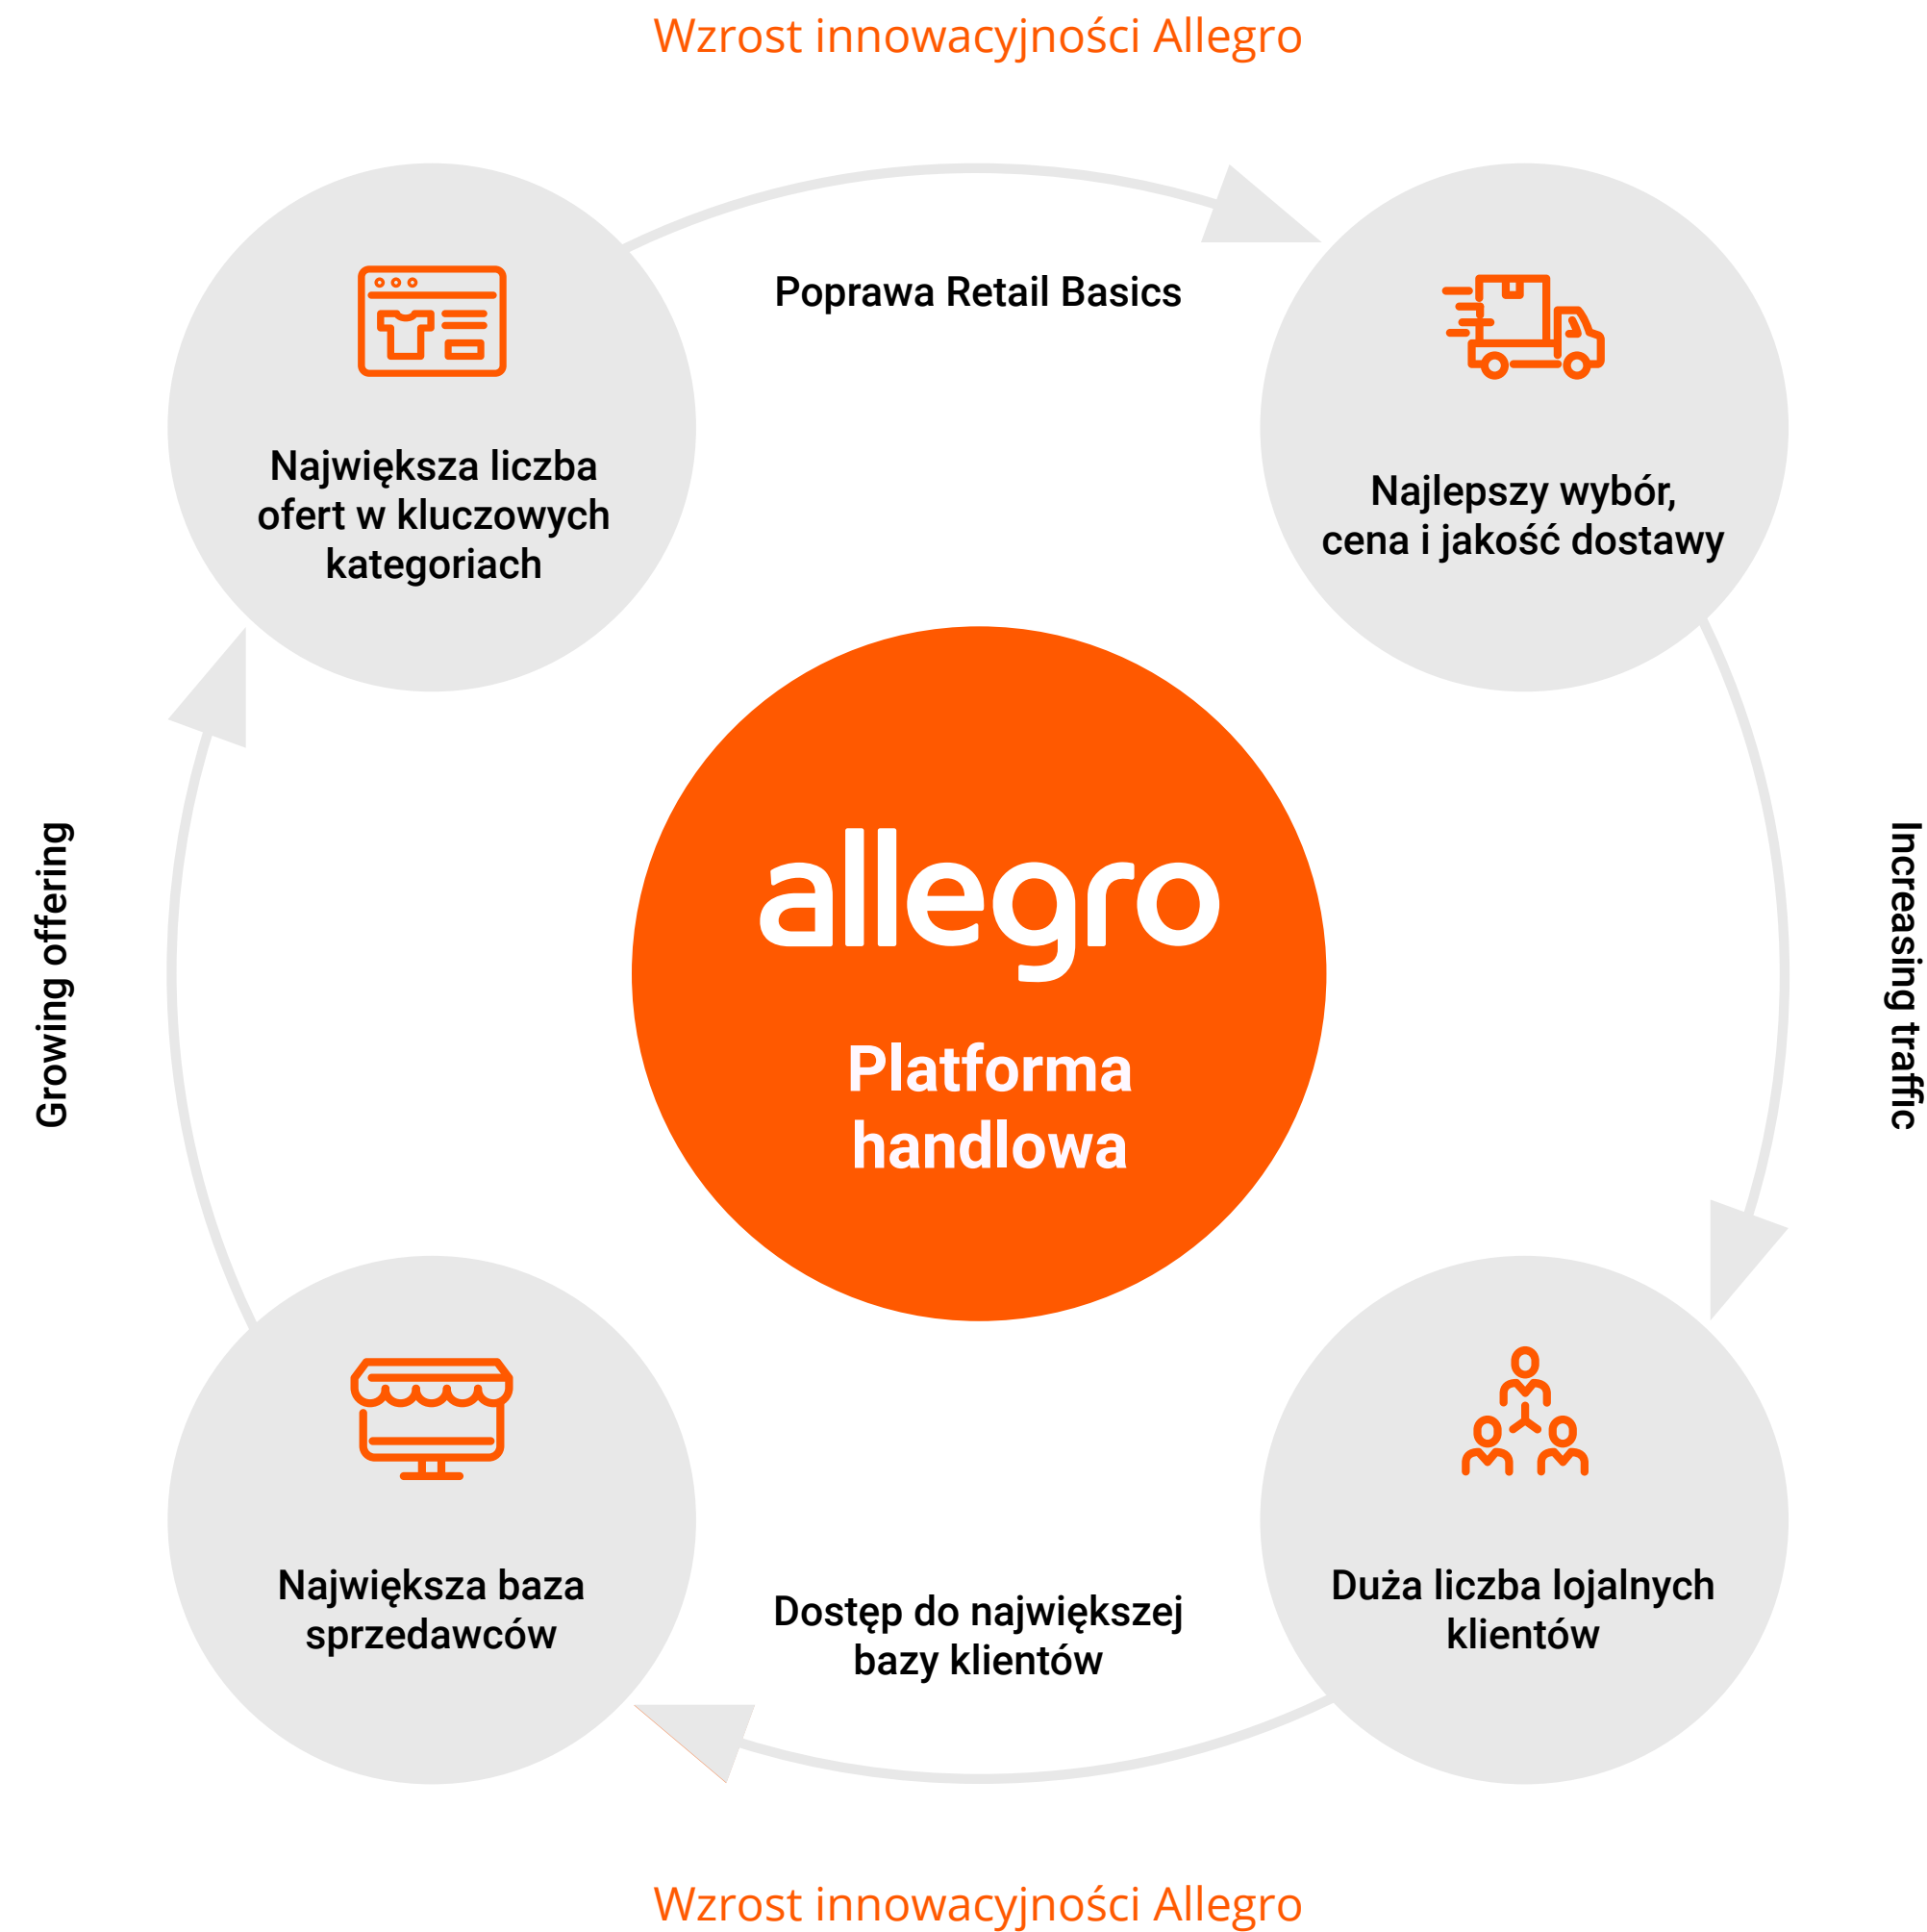 Wzrost innowacyjności Allegro
Poprawa Retail Basics
Największa liczba
ofert w kluczowych
kategoriach
Najlepszy wybór,
cena i jakość dostawy
Growing offering
allegro
Platforma
handlowa
Increasing traffic
Największa baza
sprzedawców
Dostęp do największej
bazy klientów
Duża liczba lojalnych
klientów
Wzrost innowacyjności Allegro